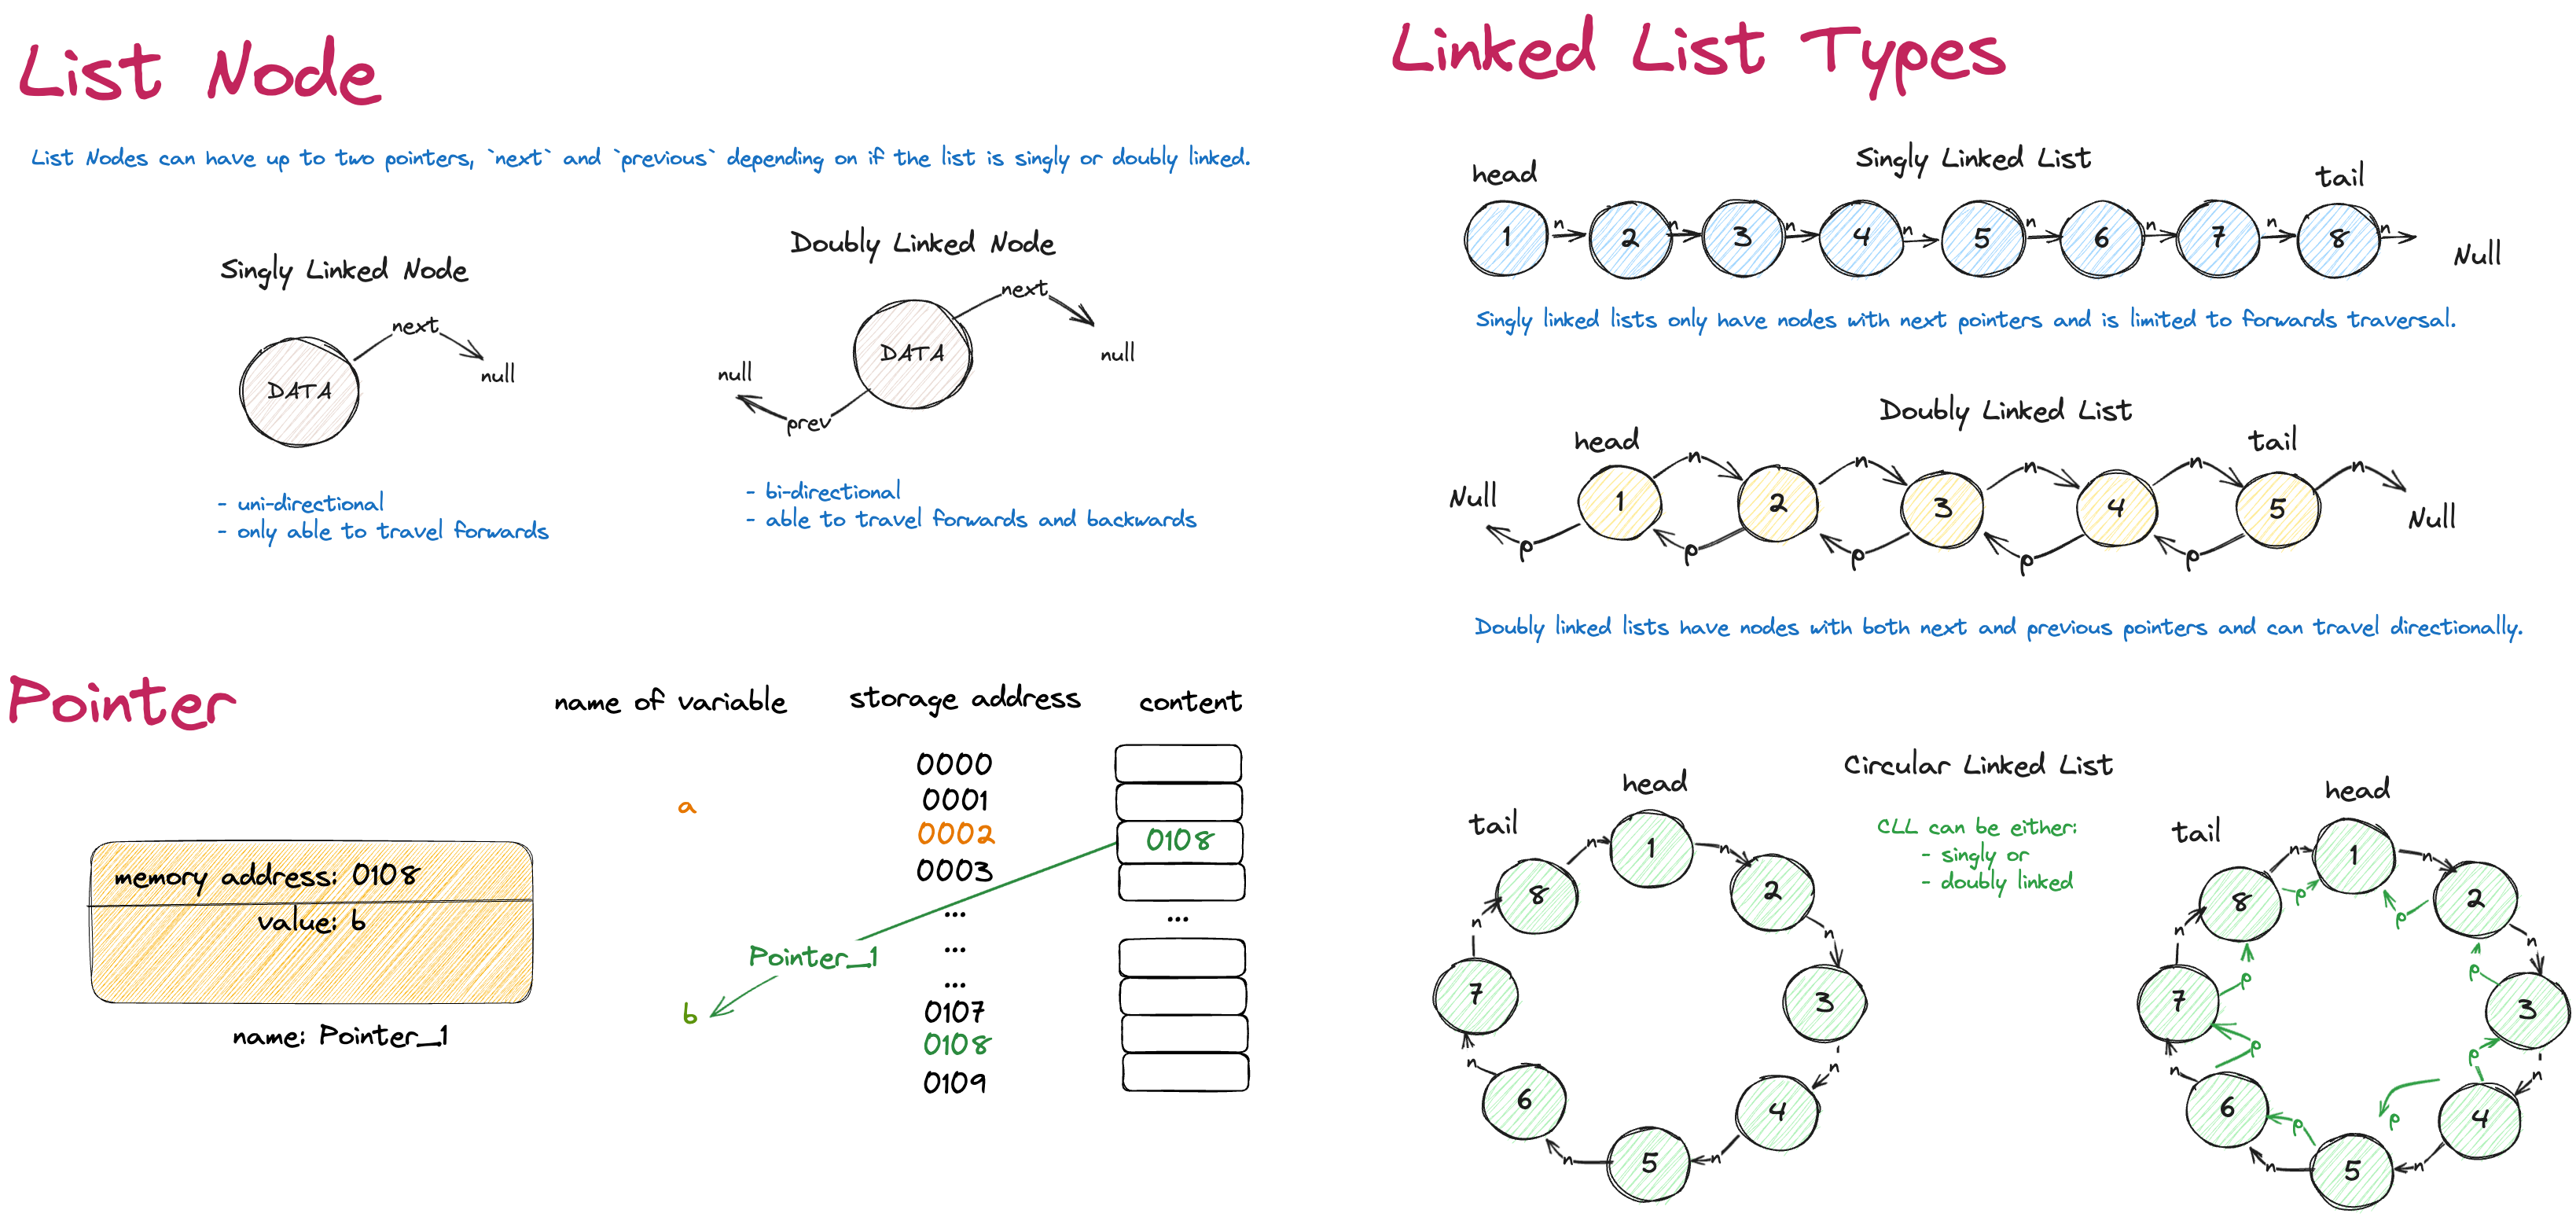 List Node
List Nodes can have up to two pointers, `next` and `previous` depending on if the list is singly or doubly linked.
Singly Linked Node
next
DATA
null
- uni-directional
- only able to travel forwards
Doubly Linked Node
next
DATA
null
null
prev
- bi-directional
- able to travel forwards and backwards
Pointer
memory address: 0108
value: b
name: Pointer_1
name of variable
a
b
Pointer_1
storage address
0000
0001
0002
0003
...
...
...
0107
0108
0109
content
0108
...
Linked List Types
Singly Linked List
head
tail
1 n 2 n 3 n 4 n 5 n 6 n 7 n 8 n
Null
Singly linked lists only have nodes with next pointers and is limited to forwards traversal.
Doubly Linked List
head
tail
n n n n n
Null 1 2 3 4 5 Null
p p p p p
Doubly linked lists have nodes with both next and previous pointers and can travel directionally.
Circular Linked List
CLL can be either:
- singly or
- doubly linked
head
tail
1 n 2 n 3 n 4 n 5 n 6 n 7 n 8 n
head
tail
1 n 2 n 3 n 4 n 5 n 6 n 7 n 8 n
p p p p p p p p